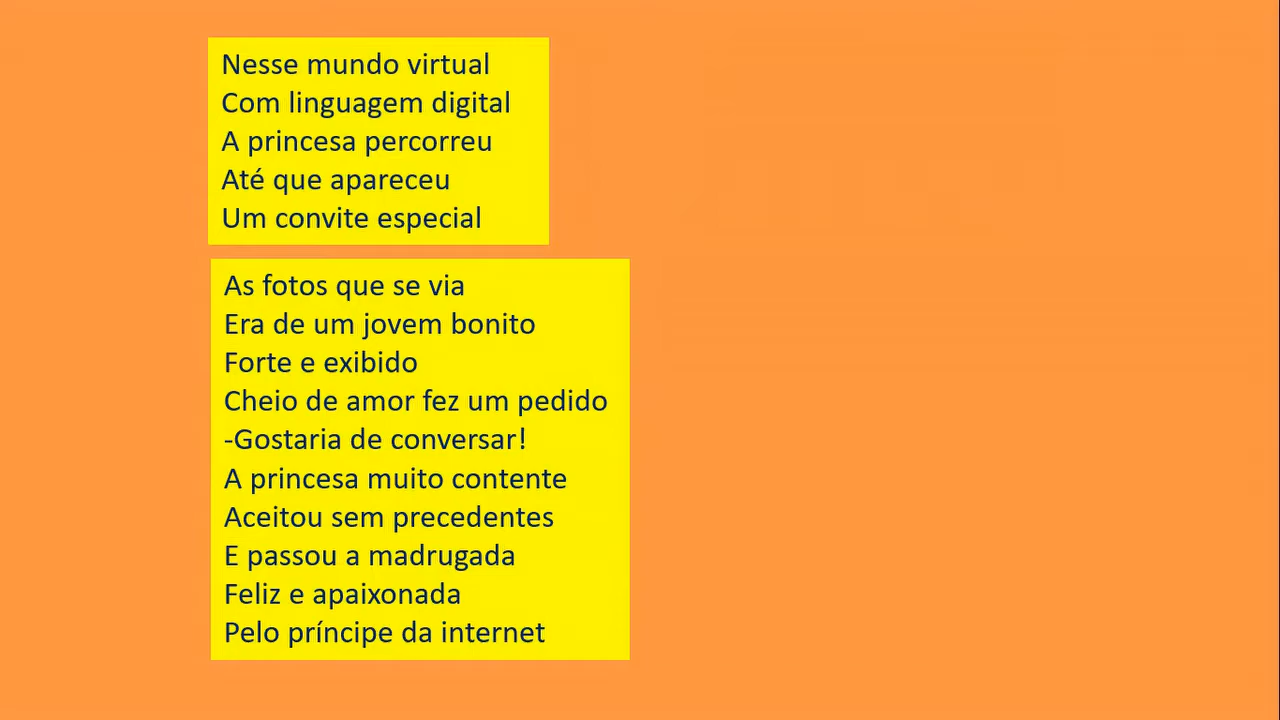 Nesse mundo virtual
Com linguagem digital
A princesa percorreu
Até que apareceu
Um convite especial
As fotos que se via
Era de um jovem bonito
Forte e exibido
Cheio de amor fez um pedido
-Gostaria de conversar!
A princesa muito contente
Aceitou sem precedentes
E passou a madrugada
Feliz e apaixonada
Pelo príncipe da internet